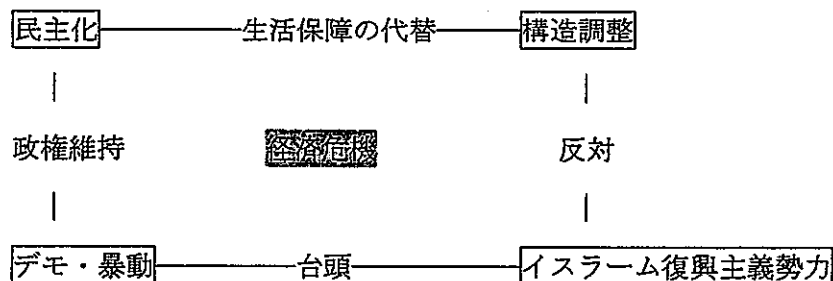 民主化 生活保障の代替 構造調整
政権維持 経済危機 反対
デモ・暴動 台頭 イスラーム復興主義勢力